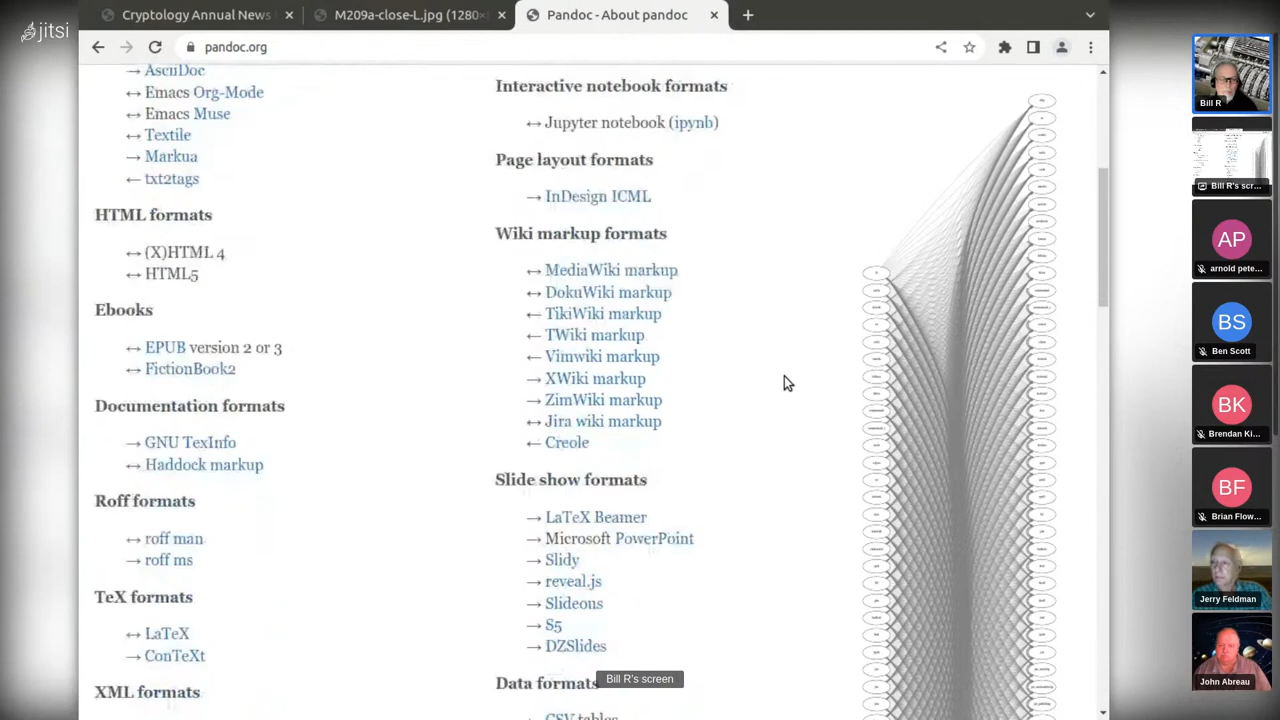 jitsi
Cryptology Annual News
M209a-close-L.jpg (1280×
Pandoc - About pandoc
pandoc.org
→ AsciiDoc
↔ Emacs Org-Mode
↔ Emacs Muse
↔ Textile
→ Markua
← txt2tags
HTML formats
↔ (X)HTML 4
↔ HTML5
Ebooks
↔ EPUB version 2 or 3
↔ FictionBook2
Documentation formats
→ GNU TexInfo
↔ Haddock markup
Roff formats
↔ roff man
→ roff ms
TeX formats
↔ LaTeX
→ ConTeXt
XML formats
Interactive notebook formats
↔ Jupyter notebook (ipynb)
Page layout formats
→ InDesign ICML
Wiki markup formats
↔ MediaWiki markup
↔ DokuWiki markup
← TikiWiki markup
← TWiki markup
← Vimwiki markup
→ XWiki markup
→ ZimWiki markup
↔ Jira wiki markup
← Creole
Slide show formats
→ LaTeX Beamer
→ Microsoft PowerPoint
→ Slidy
→ reveal.js
→ Slideous
→ S5
→ DZSlides
Data formats
← CSV tables
Bill R's screen
Bill R
Bill R's scr...
AP
arnold pete...
BS
Ben Scott
BK
Brendan Ki...
BF
Brian Flow...
Jerry Feldman
John Abreau